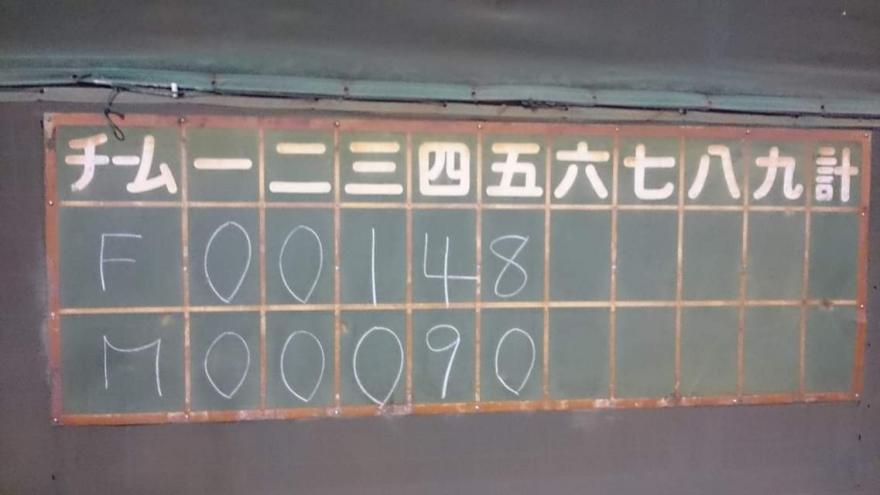 チーム 一 二 三 四 五 六 七 八 九 計
F 0 0 1 4 8
M 0 0 0 9 0